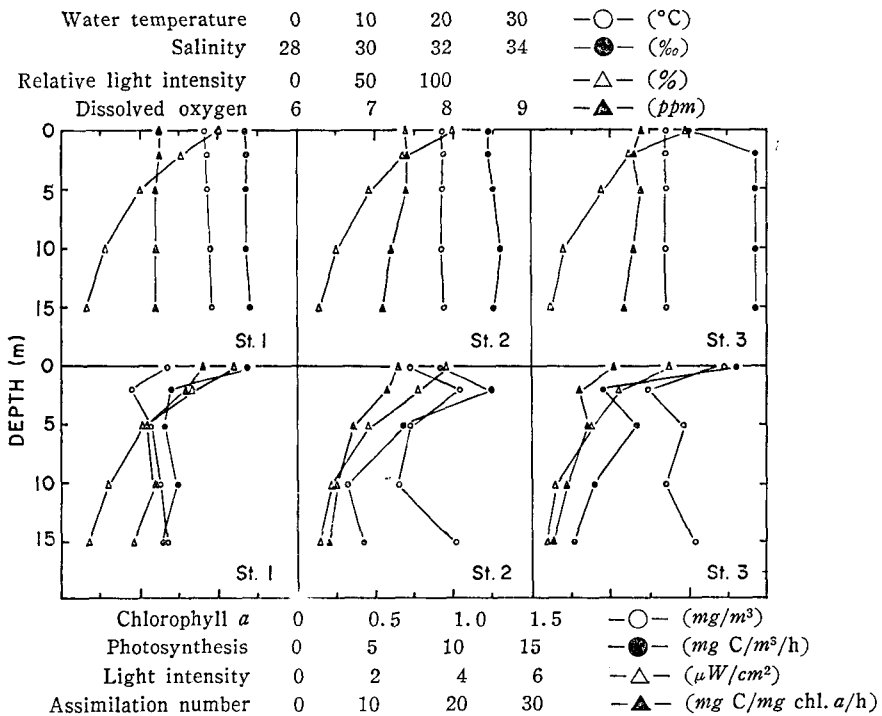 Water temperature 0 10 20 30 —○— (°C)
Salinity 28 30 32 34 —●— (‰)
Relative light intensity 0 50 100 —△— (%)
Dissolved oxygen 6 7 8 9 —▲— (ppm)
0
5
10
15
St. 1 St. 2 St. 3
DEPTH (m)
0
5
10
15
St. 1 St. 2 St. 3
Chlorophyll a 0 0.5 1.0 1.5 —○— (mg/m³)
Photosynthesis 0 5 10 15 —●— (mg C/m³/h)
Light intensity 0 2 4 6 —△— (μW/cm²)
Assimilation number 0 10 20 30 —▲— (mg C/mg chl. a/h)